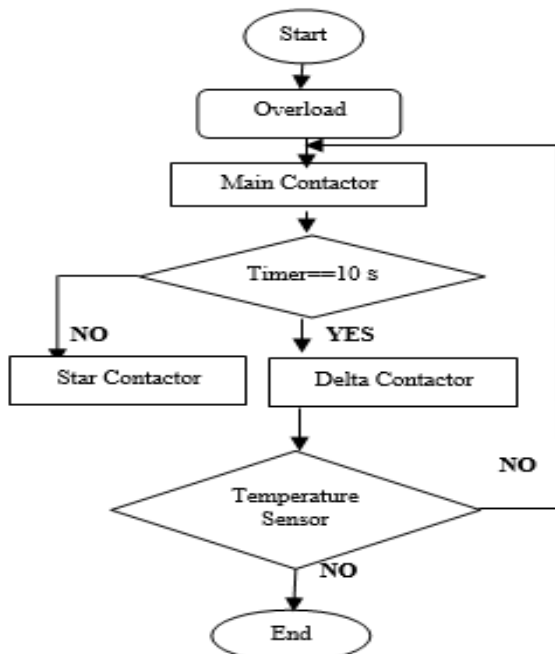 Start
Overload
Main Contactor
Timer==10 s
NO
YES
Star Contactor
Delta Contactor
NO
Temperature
Sensor
NO
End